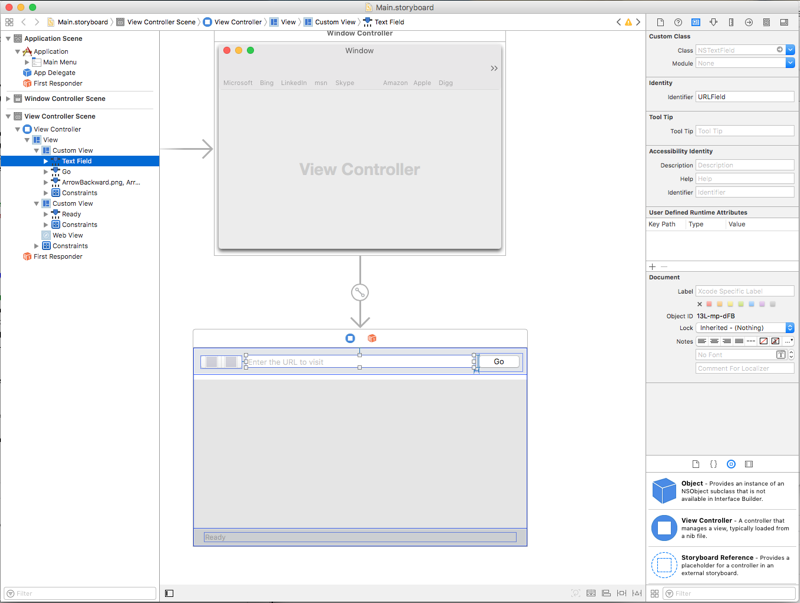 Main.storyboard
Main.storyboard
View Controller Scene
View Controller
View
Custom View
Text Field
Application Scene
Application
Main Menu
App Delegate
First Responder
Window Controller Scene
View Controller Scene
View Controller
View
Custom View
Text Field
Go
ArrowBackward.png, Arr...
Constraints
Custom View
Ready
Constraints
Web View
Constraints
First Responder
Filter
Window Controller
Window
Microsoft Bing LinkedIn msn Skype Amazon Apple Digg
View Controller
Enter the URL to visit
Go
Ready
Custom Class
Class NSTextField
Module None
Identity
Identifier URLField
Tool Tip
Tool Tip Tool Tip
Accessibility Identity
Description Description
Help Help
Identifier Identifier
User Defined Runtime Attributes
Key Path Type Value
Document
Label Xcode Specific Label
Object ID 13L-mp-dFB
Lock Inherited - (Nothing)
Notes
No Font
Comment For Localizer
Object - Provides an instance of an
NSObject subclass that is not
available in Interface Builder.
View Controller - A controller that
manages a view, typically loaded
from a nib file.
Storyboard Reference - Provides a
placeholder for a controller in an
external storyboard.
Filter